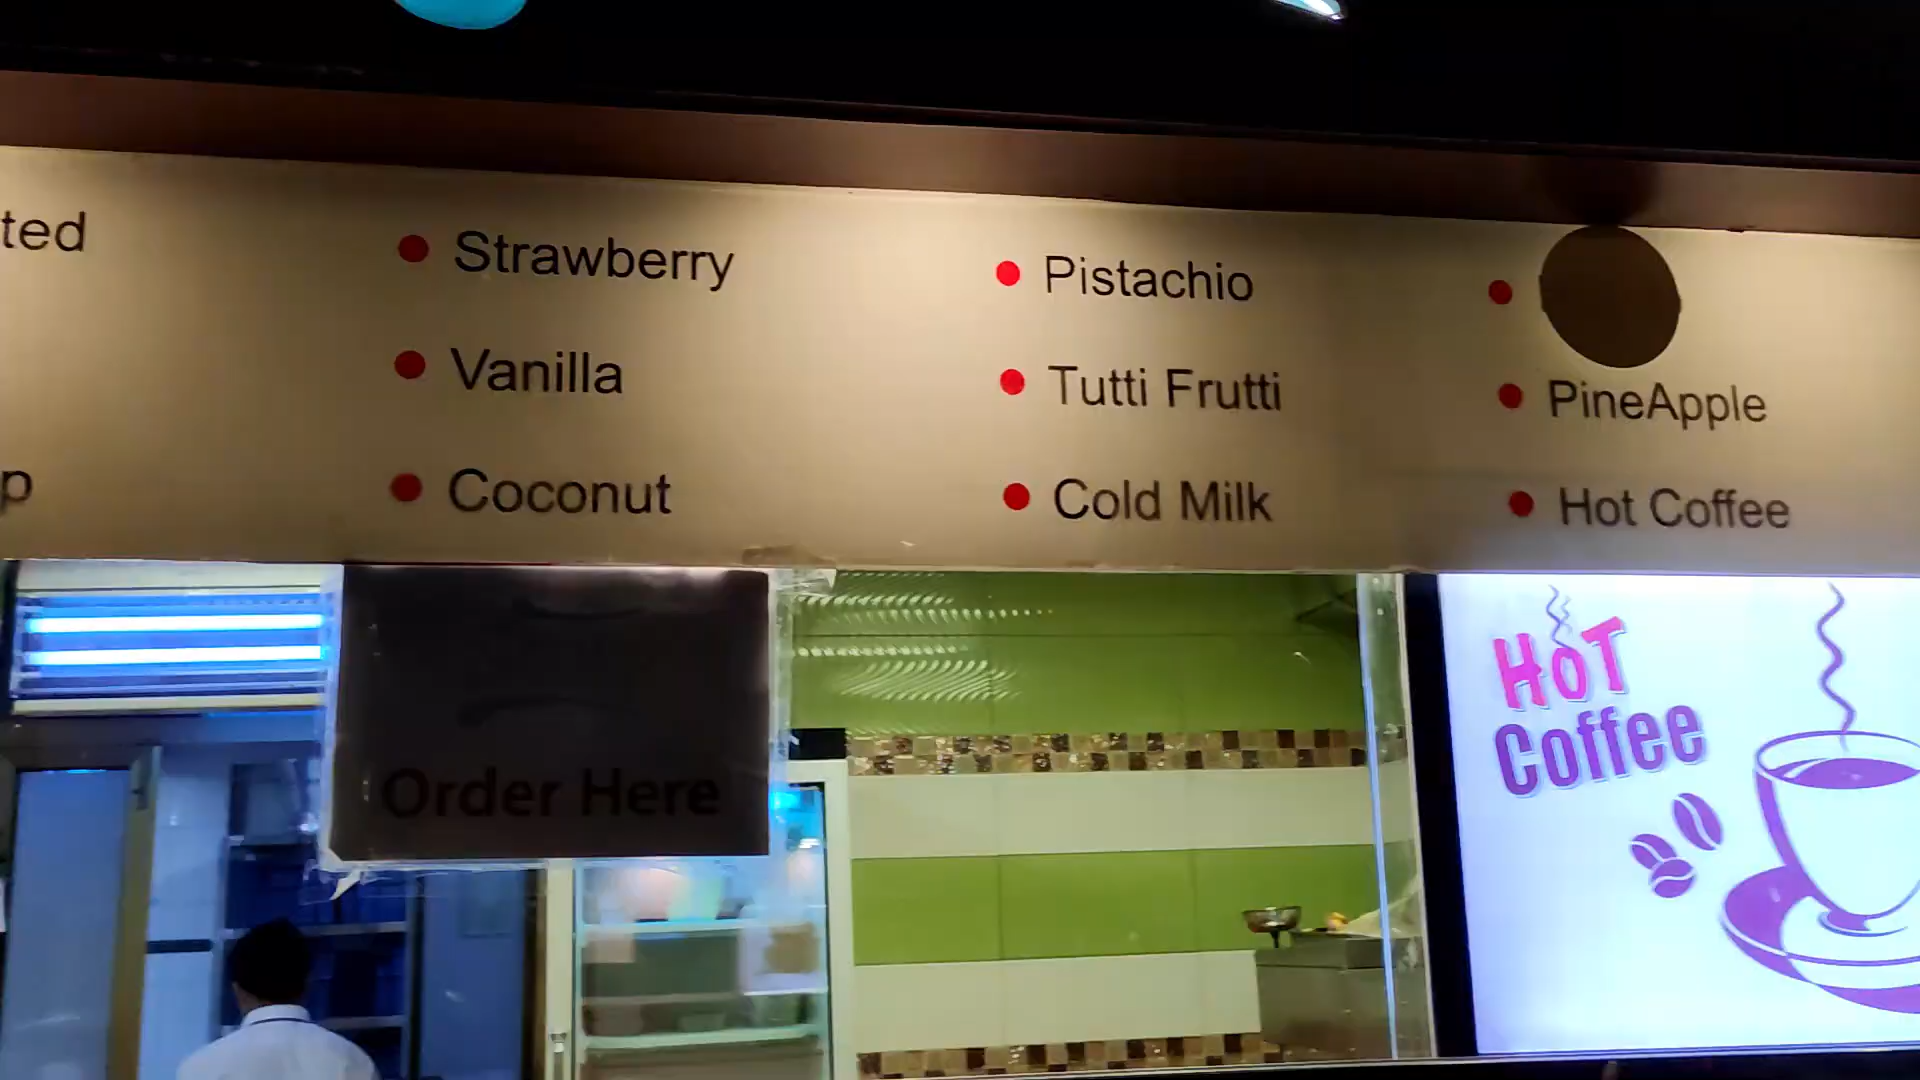 ted
Strawberry
Pistachio
Vanilla
Tutti Frutti
PineApple
p
Coconut
Cold Milk
Hot Coffee
Order Here
HOT
Coffee